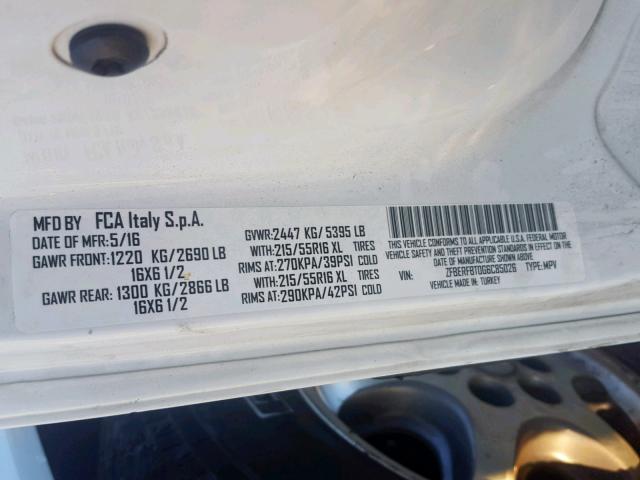 MFD BY FCA Italy S.p.A.
DATE OF MFR:5/16
GAWR FRONT:1220 KG/2690 LB
16X6 1/2
GAWR REAR: 1300 KG/2866 LB
16X6 1/2
GVWR:2447 KG/5395 LB
WITH:215/55R16 XL TIRES
RIMS AT:270KPA/39PSI COLD
WITH:215/55R16 XL TIRES
RIMS AT:290KPA/42PSI COLD
THIS VEHICLE CONFORMS TO ALL APPLICABLE U.S.A. FEDERAL MOTOR
VEHICLE SAFETY AND THEFT PREVENTION STANDARDS IN EFFECT ON THE DATE OF
MANUFACTURE SHOWN ABOVE.
VIN: ZFBERFBT0G6C85026 TYPE: MPV
VEHICLE MADE IN: TURKEY